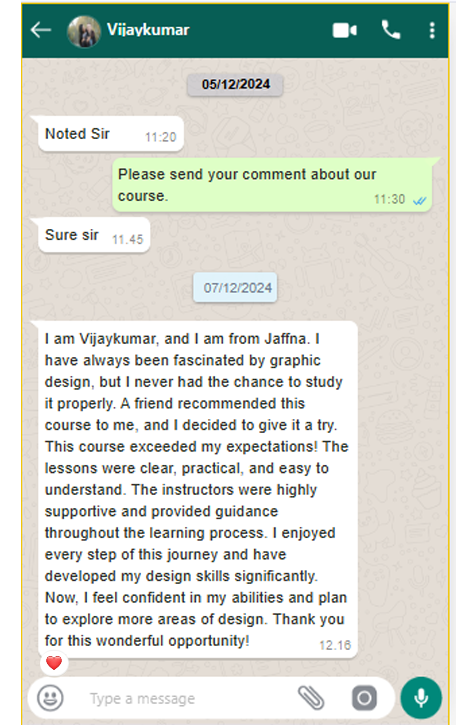 Vijaykumar
05/12/2024
Noted Sir 11:20
Please send your comment about our
course. 11:30
Sure sir 11.45
07/12/2024
I am Vijaykumar, and I am from Jaffna. I
have always been fascinated by graphic
design, but I never had the chance to study
it properly. A friend recommended this
course to me, and I decided to give it a try.
This course exceeded my expectations! The
lessons were clear, practical, and easy to
understand. The instructors were highly
supportive and provided guidance
throughout the learning process. I enjoyed
every step of this journey and have
developed my design skills significantly.
Now, I feel confident in my abilities and plan
to explore more areas of design. Thank you
for this wonderful opportunity! 12.16
Type a message